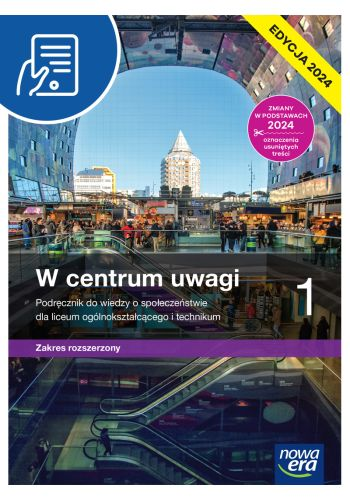 EDYCJA 2024
ZMIANY
W PODSTAWACH
2024
oznaczenia
usuniętych
treści
W centrum uwagi
1
Podręcznik do wiedzy o społeczeństwie
dla liceum ogólnokształcącego i technikum
Zakres rozszerzony
nowa
era